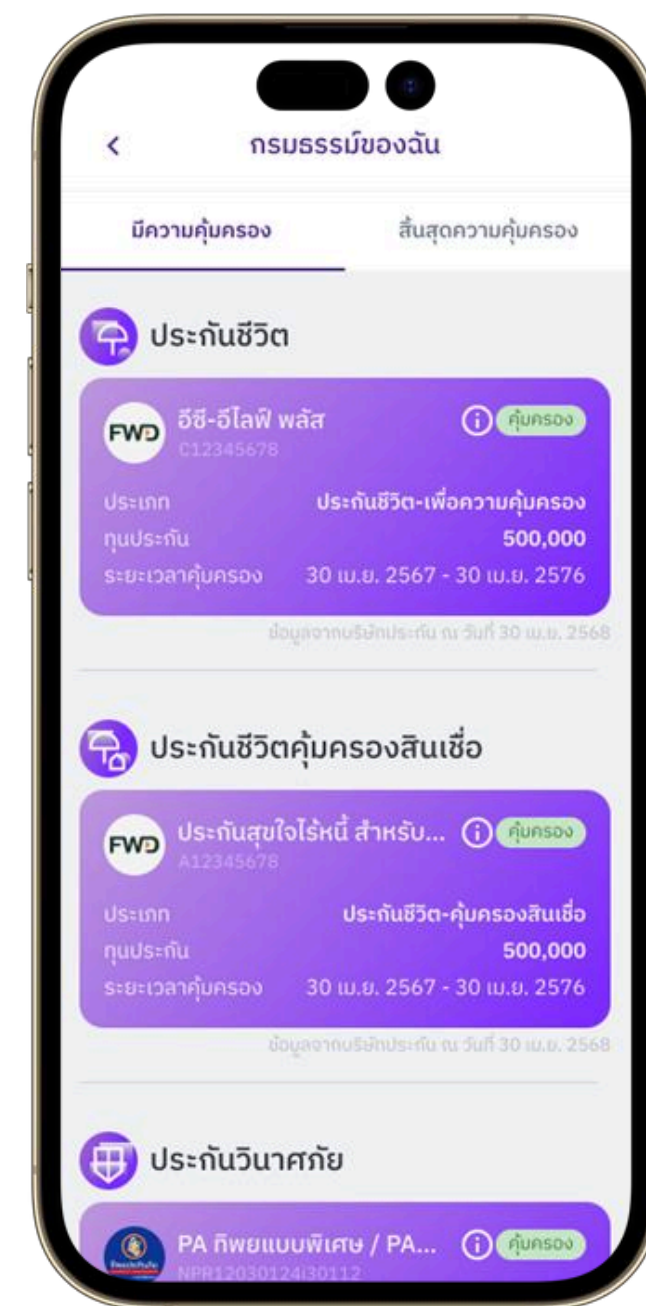 กรมธรรม์ของฉัน
มีความคุ้มครอง สิ้นสุดความคุ้มครอง
ประกันชีวิต
FWD อีซี-อีไลฟ์ พลัส คุ้มครอง
C12345678
ประเภท ประกันชีวิต-เพื่อความคุ้มครอง
ทุนประกัน 500,000
ระยะเวลาคุ้มครอง 30 เม.ย. 2567 - 30 เม.ย. 2576
ข้อมูลจากบริษัทประกัน ณ วันที่ 30 เม.ย. 2568
ประกันชีวิตคุ้มครองสินเชื่อ
FWD ประกันสุขใจไร้หนี้ สำหรับ... คุ้มครอง
A12345678
ประเภท ประกันชีวิต-คุ้มครองสินเชื่อ
ทุนประกัน 500,000
ระยะเวลาคุ้มครอง 30 เม.ย. 2567 - 30 เม.ย. 2576
ข้อมูลจากบริษัทประกัน ณ วันที่ 30 เม.ย. 2568
ประกันวินาศภัย
PA ทิพยแบบพิเศษ / PA... คุ้มครอง
NPR12030124i30112